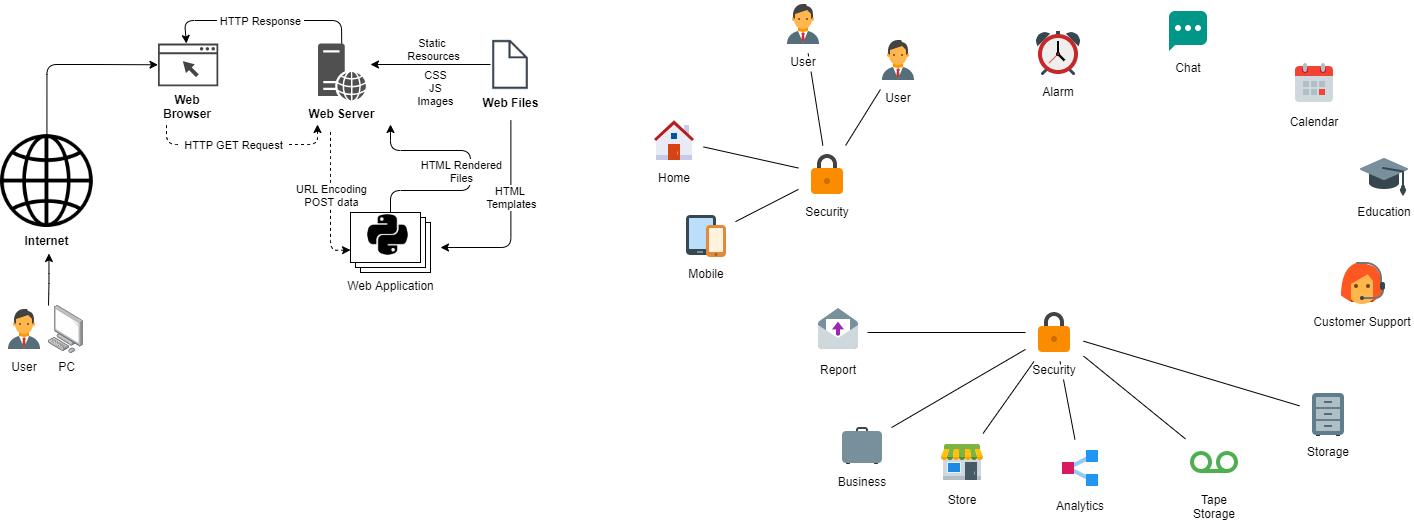 HTTP Response
Static
Resources
CSS
JS
Images
Web
Browser
Web Server
Web Files
HTTP GET Request
HTML Rendered
Files
URL Encoding
POST data
HTML
Templates
Internet
Web Application
User
PC
User
User
Home
Security
Mobile
Alarm
Chat
Calendar
Education
Customer Support
Report
Security
Business
Store
Analytics
Tape
Storage
Storage